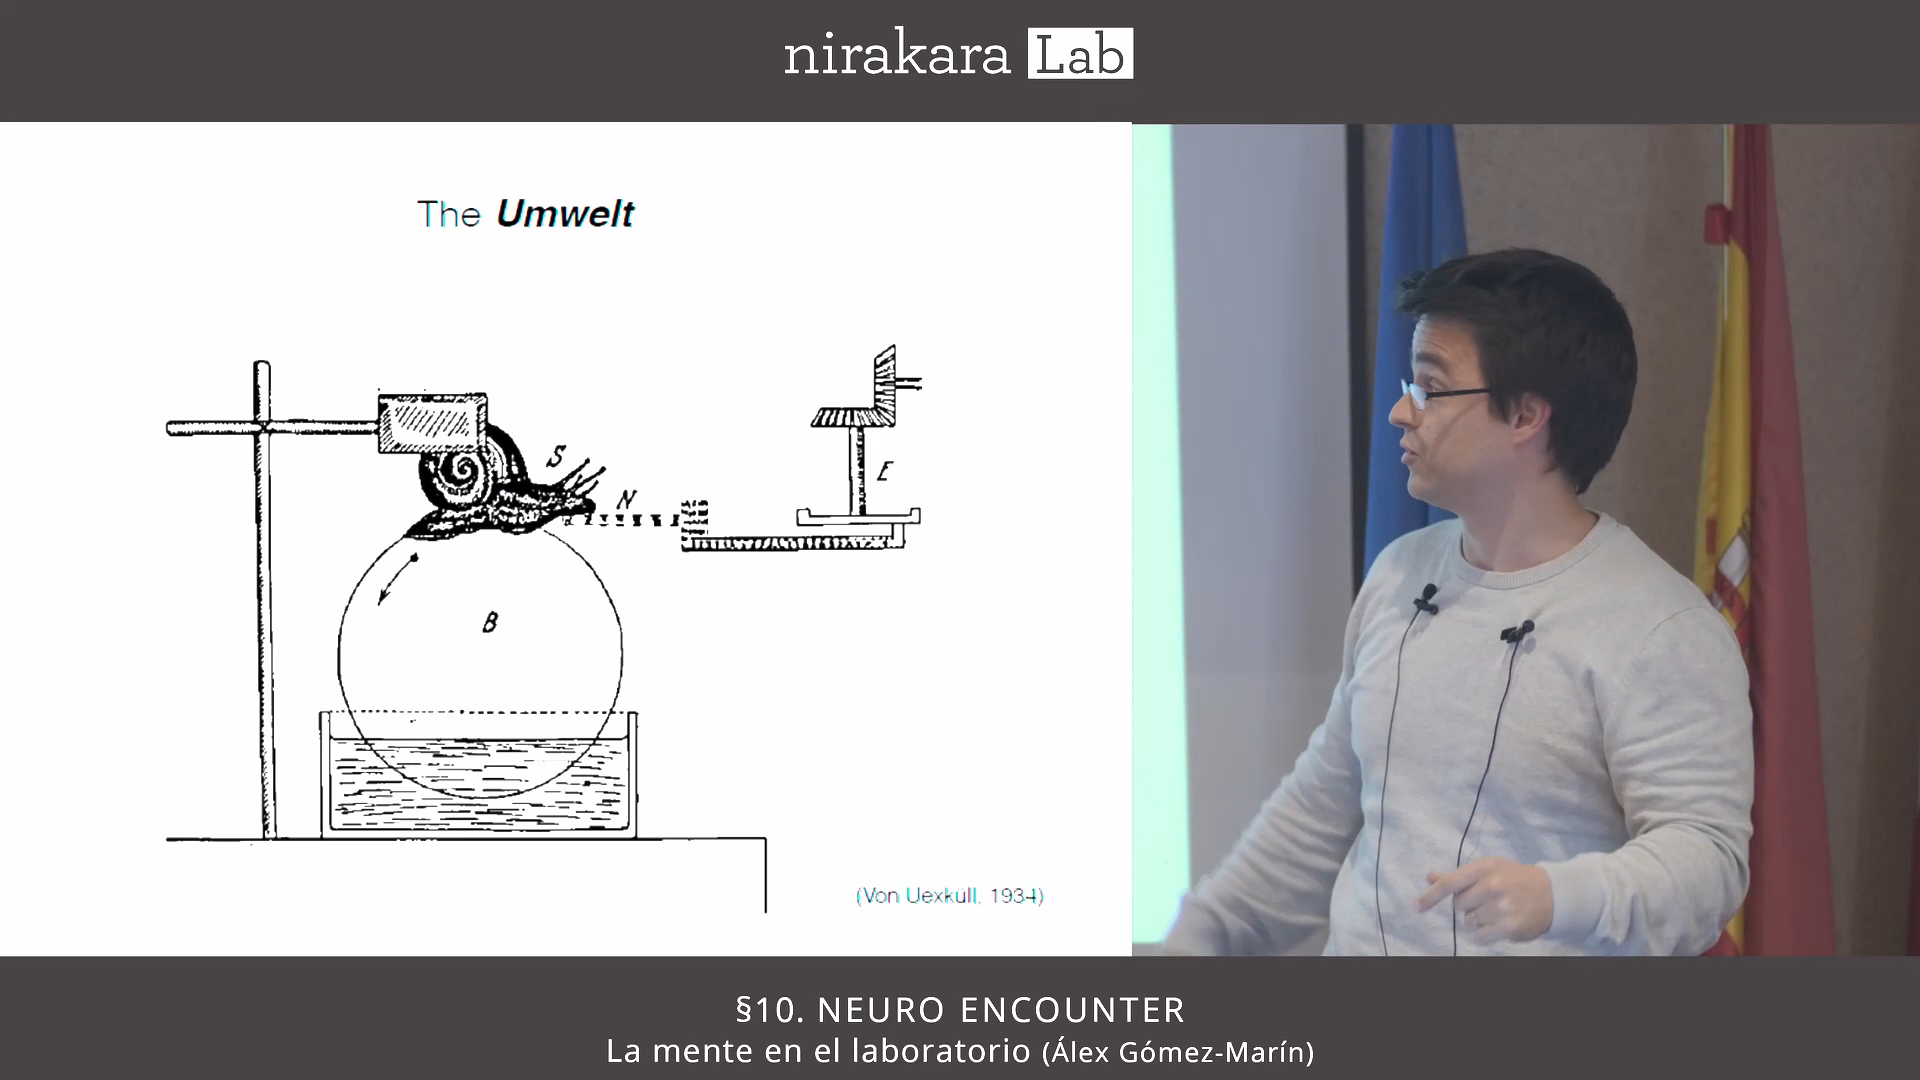 nirakara Lab
The Umwelt
S
N
E
B
(Von Uexküll, 1934)
§10. NEURO ENCOUNTER
La mente en el laboratorio (Álex Gómez-Marín)